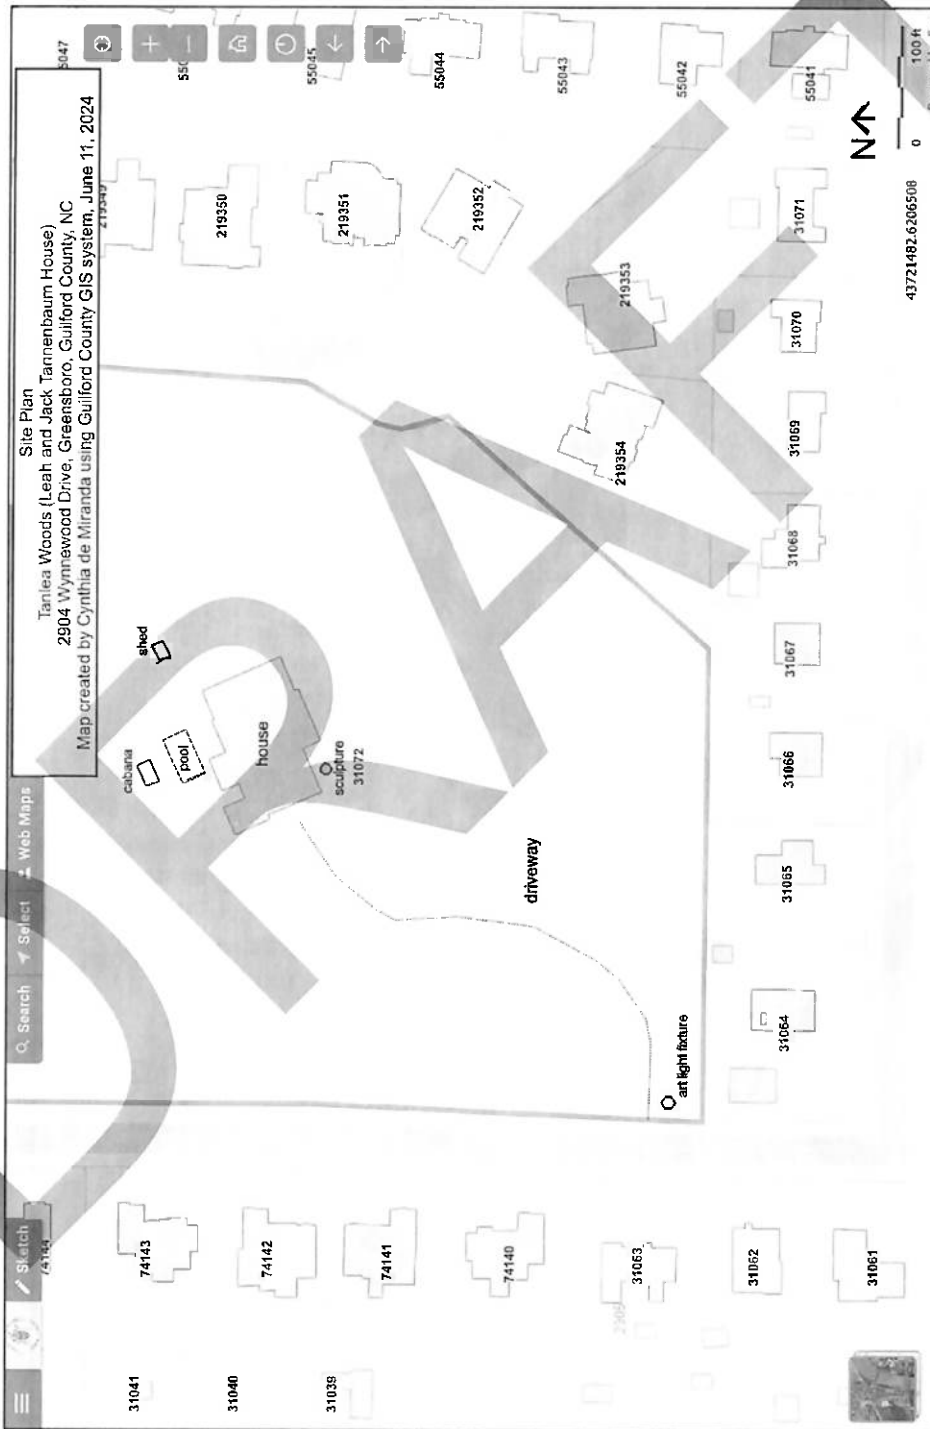 Site Plan
Tanlea Woods (Leah and Jack Tannenbaum House)
2904 Wynnewood Drive, Greensboro, Guilford County, NC
Map created by Cynthia de Miranda using Guilford County GIS system, June 11, 2024
Sketch
Search
Select
Web Maps
DRAFT
5047
55045
55044
55043
55042
55041
219349
219350
219351
219352
219353
219354
shed
cabana
pool
house
sculpture
31072
driveway
art light fixture
74144
74143
74142
74141
74140
31063
31062
31061
31041
31040
31039
31064
31065
31066
31067
31068
31069
31070
31071
N
0
100 ft
43721482.6206508